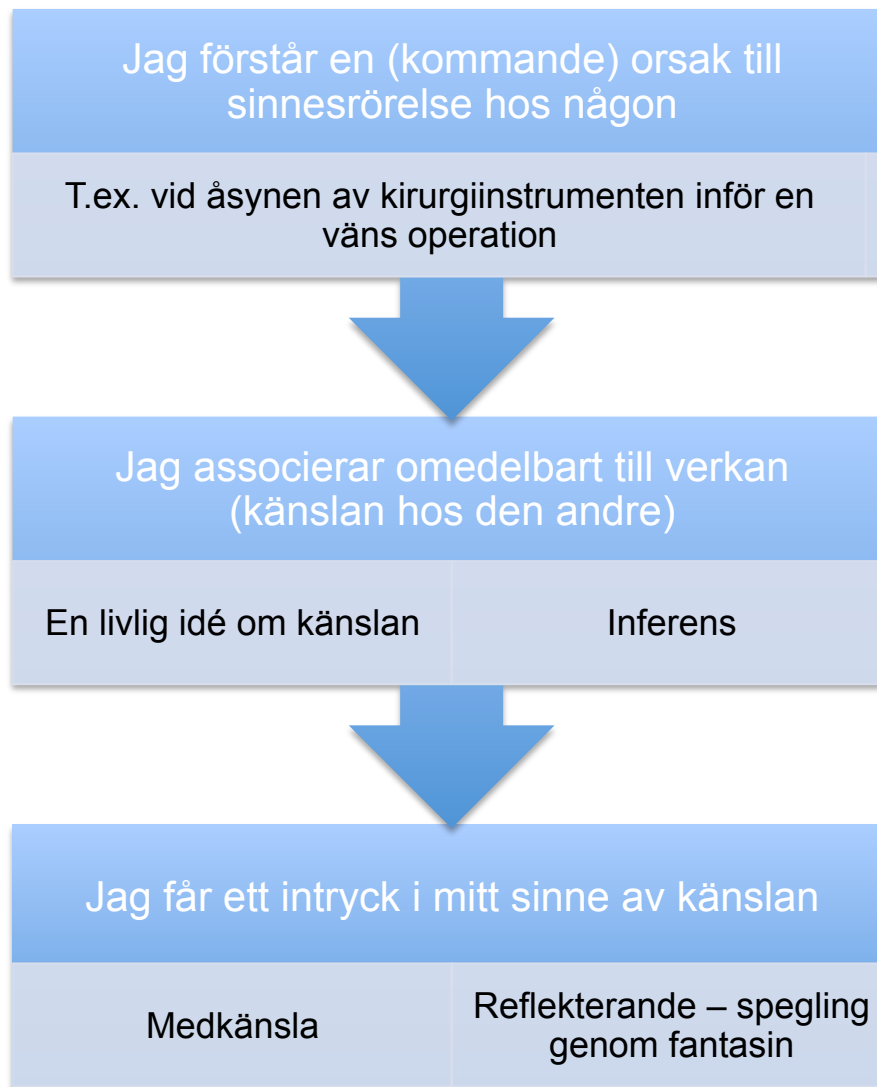 Jag förstår en (kommande) orsak till
sinnesrörelse hos någon
T.ex. vid åsynen av kirurgiinstrumenten inför en
väns operation
Jag associerar omedelbart till verkan
(känslan hos den andre)
En livlig idé om känslan
Inferens
Jag får ett intryck i mitt sinne av känslan
Medkänsla
Reflekterande – spegling
genom fantasin